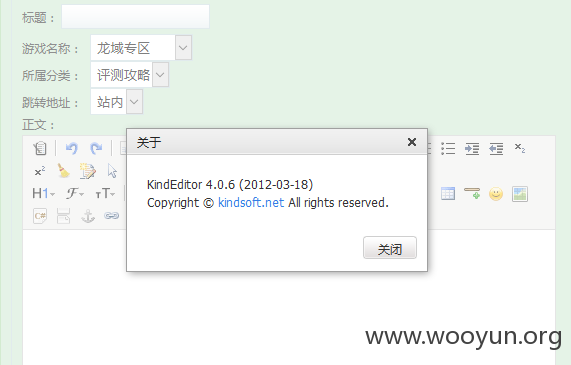 标题：
游戏名称： 龙域专区
所属分类： 评测攻略
跳转地址： 站内
正文：
关于
KindEditor 4.0.6 (2012-03-18)
Copyright © kindsoft.net All rights reserved.
关闭
H1 ℱ тT
C#
www.wooyun.org